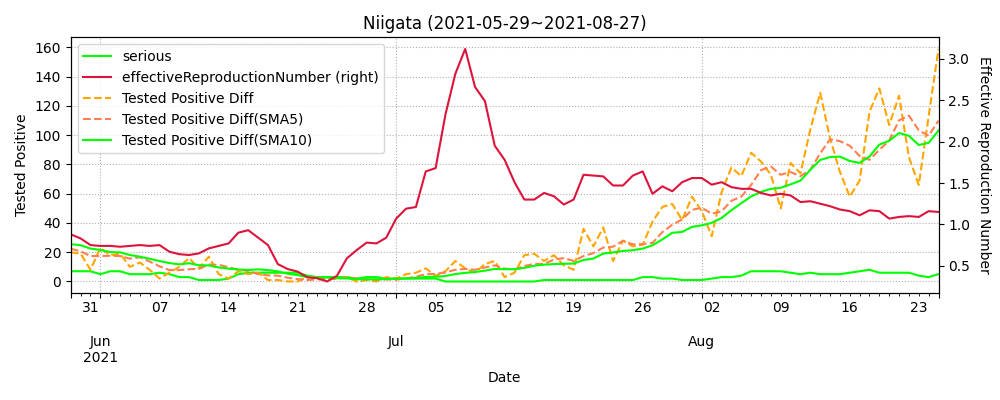 Niigata (2021-05-29~2021-08-27)
serious
effectiveReproductionNumber (right)
Tested Positive Diff
Tested Positive Diff(SMA5)
Tested Positive Diff(SMA10)
Tested Positive
160
140
120
100
80
60
40
20
0
Effective Reproduction Number
3.0
2.5
2.0
1.5
1.0
0.5
31 07 14 21 28 05 12 19 26 02 09 16 23
Jun Jul Aug
2021
Date